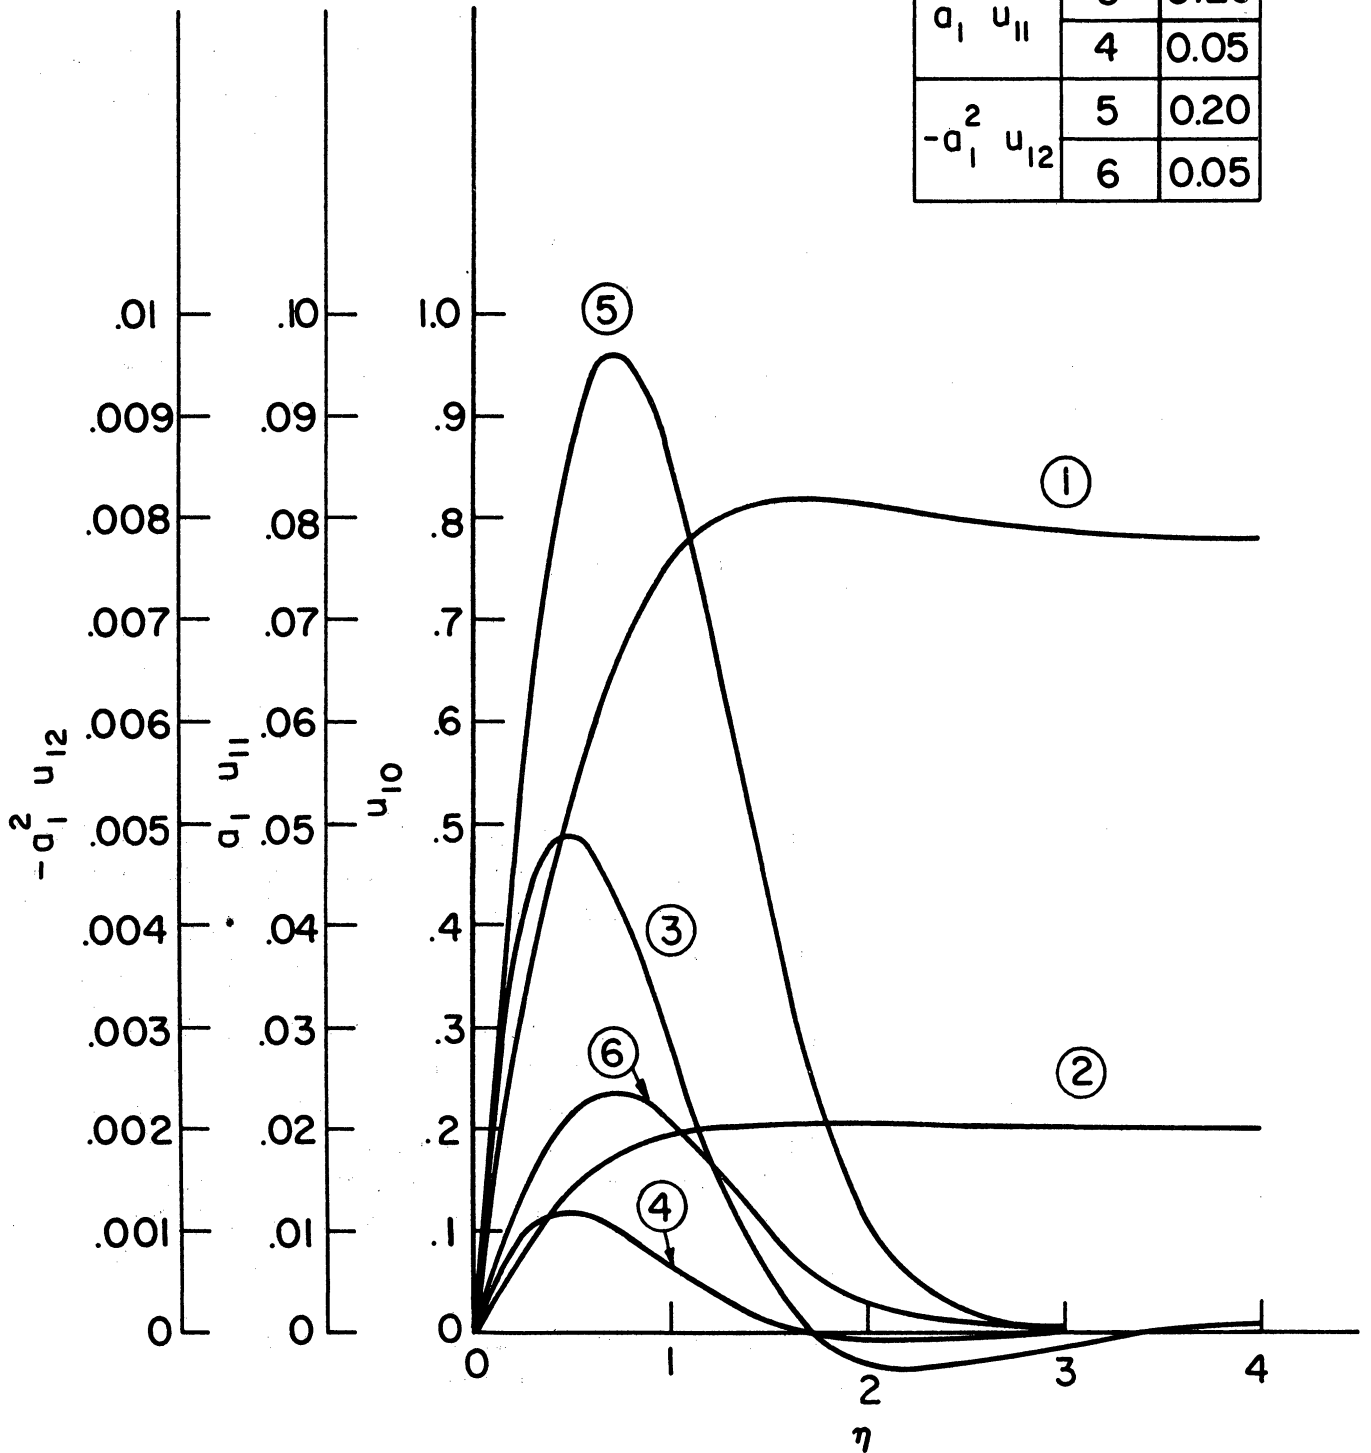 a₁ u₁₁
4 0.05
-a₁² u₁₂
5 0.20
6 0.05
.01 .10 1.0
.009 .09 .9
.008 .08 .8
.007 .07 .7
.006 .06 .6
.005 .05 .5
.004 .04 .4
.003 .03 .3
.002 .02 .2
.001 .01 .1
0 0 0
-a₁² u₁₂
a₁ u₁₁
u₁₀
5
1
3
6
2
4
0 1 2 3 4
η